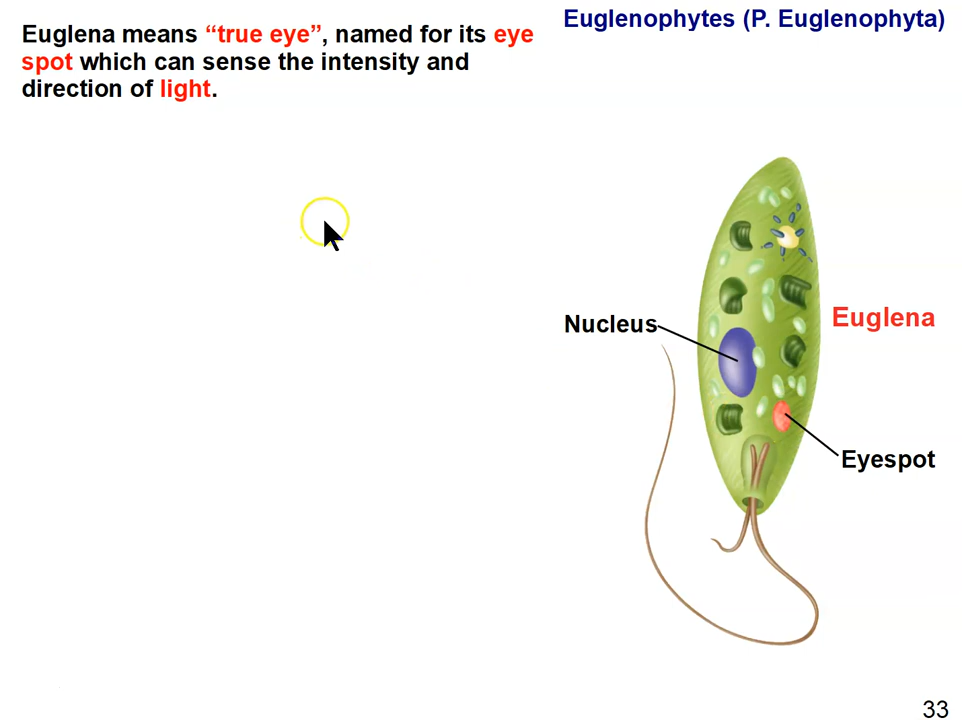 Euglenophytes (P. Euglenophyta)
Euglena means “true eye”, named for its eye
spot which can sense the intensity and
direction of light.
Nucleus
Euglena
Eyespot
33